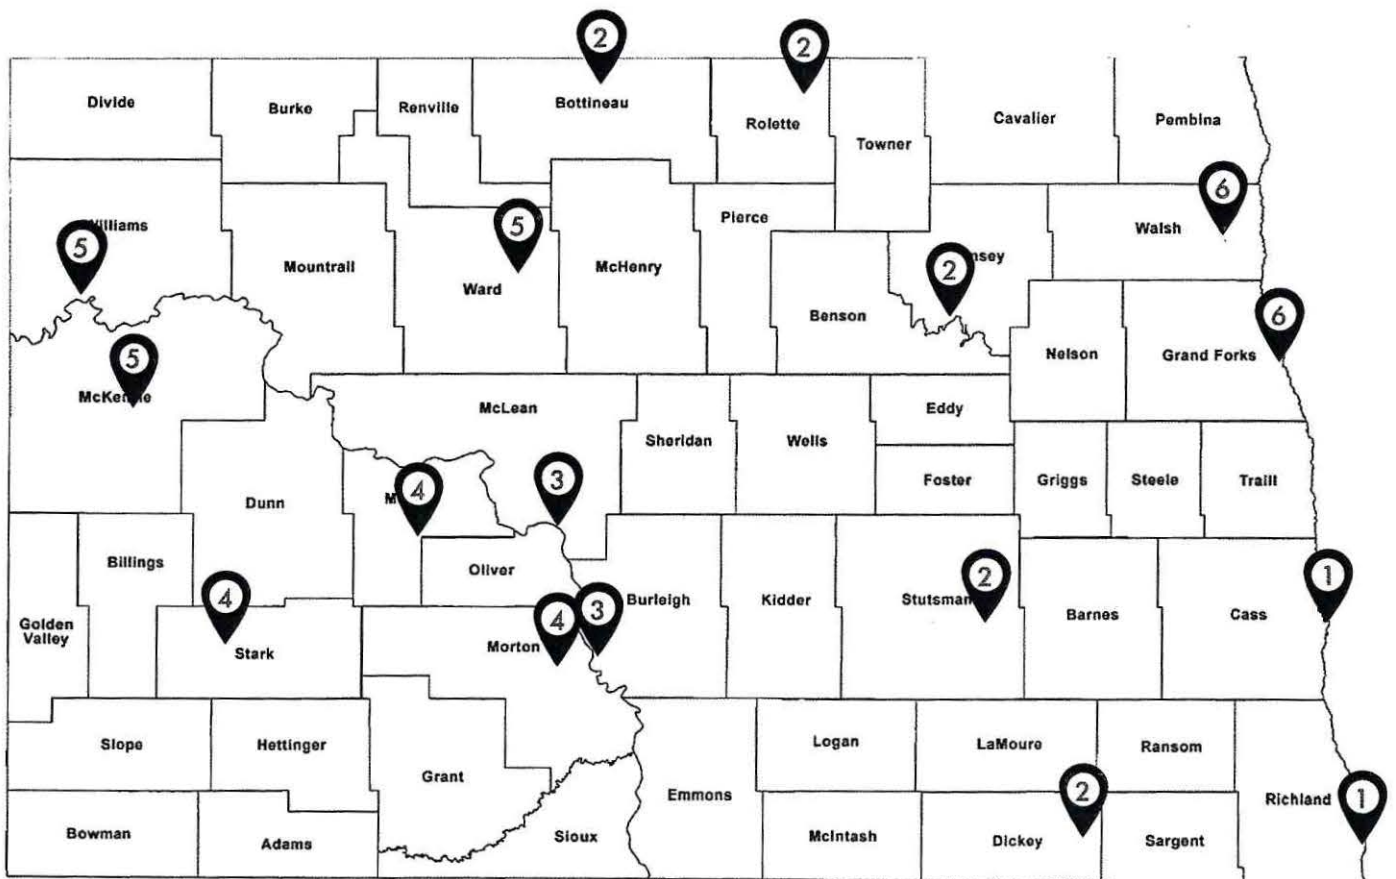 2
2
Divide
Burke
Renville
Bottineau
Rolette
Towner
Cavalier
Pembina
6
Williams
5
5
Mountrail
Ward
McHenry
Pierce
Walsh
2
nsey
Benson
6
Nelson
Grand Forks
5
McKenzie
McLean
Sheridan
Wells
Eddy
Foster
Griggs
Steele
Traill
Dunn
M
4
3
Billings
Golden
Valley
4
Stark
Oliver
4
3
Morton
Burleigh
Kidder
Stutsman
2
Barnes
Cass
1
Slope
Hettinger
Grant
Emmons
Logan
LaMoure
Ransom
Richland
1
Bowman
Adams
Sioux
McIntash
Dickey
2
Sargent